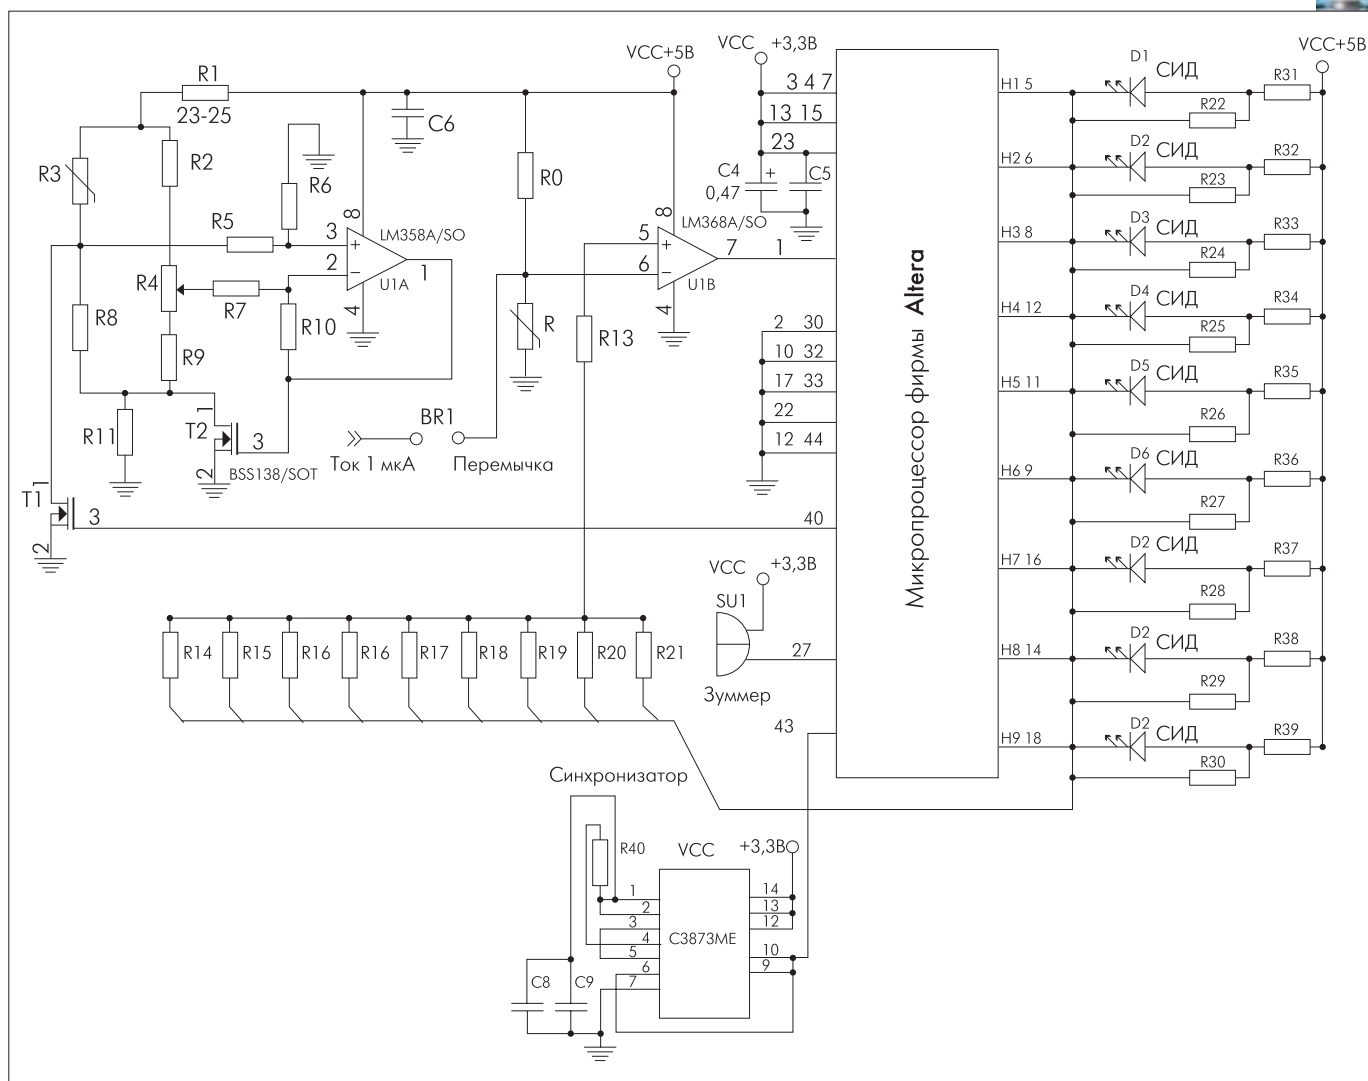 VCC+5В
VCC +3,3В
VCC+5В
R1
23-25
C6
R3
R2
R6
R0
R5
3
8
LM358A/SO
2
1
U1A
4
R4
R7
R8
R10
R9
R11
T2
1
2
3
BSS138/SOT
T1
1
2
3
5
8
LM368A/SO
7
6
U1B
4
R
R13
BR1
Ток 1 мкА
Перемычка
3 4 7
13 15
23
C4
+
0,47
C5
1
2 30
10 32
17 33
22
12 44
40
VCC +3,3В
SU1
27
Зуммер
43
Микропроцессор фирмы Altera
H1 5
D1
СИД
R31
R22
H2 6
D2
СИД
R32
R23
H3 8
D3
СИД
R33
R24
H4 12
D4
СИД
R34
R25
H5 11
D5
СИД
R35
R26
H6 9
D6
СИД
R36
R27
H7 16
D2
СИД
R37
R28
H8 14
D2
СИД
R38
R29
H9 18
D2
СИД
R39
R30
R14 R15 R16 R16 R17 R18 R19 R20 R21
Синхронизатор
R40
VCC
+3,3В
1
2
3
4
5
6
7
14
13
12
10
9
C3873ME
C8
C9